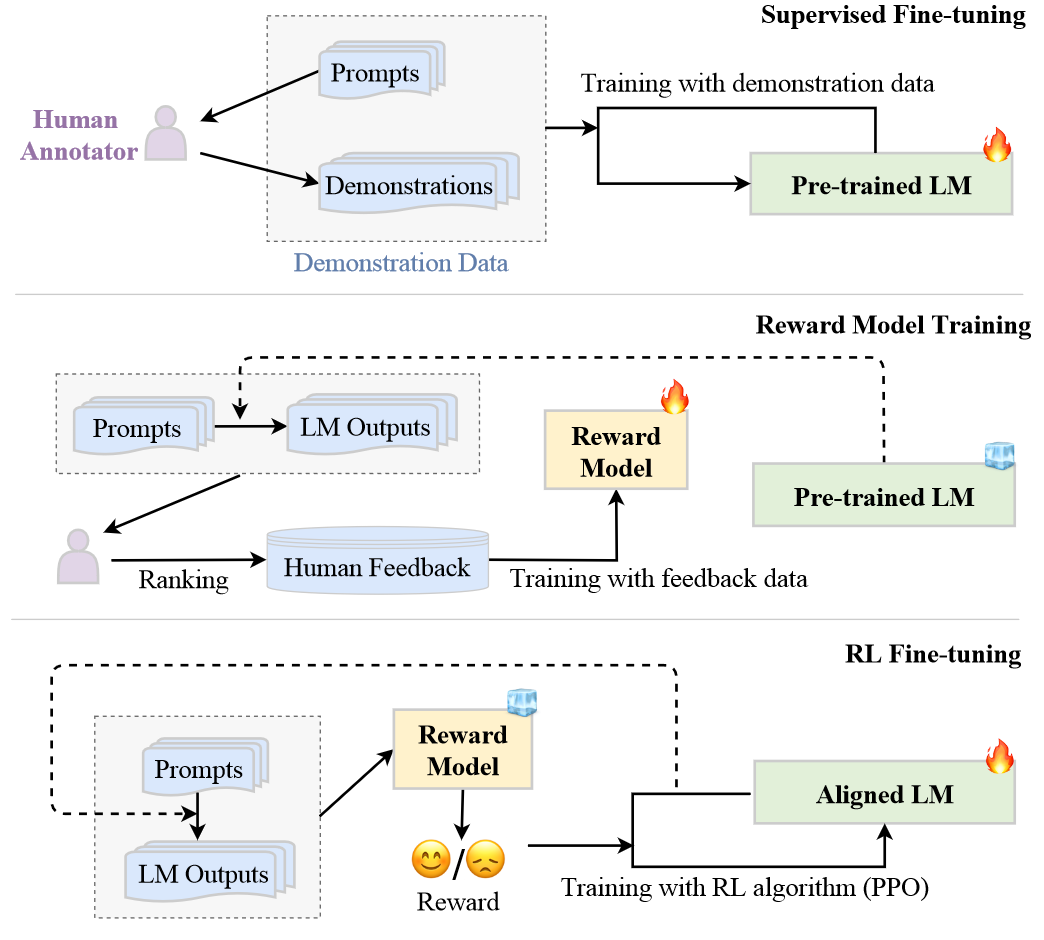 Supervised Fine-tuning
Prompts
Training with demonstration data
Human
Annotator
Demonstrations
Pre-trained LM
Demonstration Data
Reward Model Training
Prompts
LM Outputs
Reward
Model
Pre-trained LM
Ranking
Human Feedback
Training with feedback data
RL Fine-tuning
Prompts
Reward
Model
Aligned LM
LM Outputs
/
Reward
Training with RL algorithm (PPO)